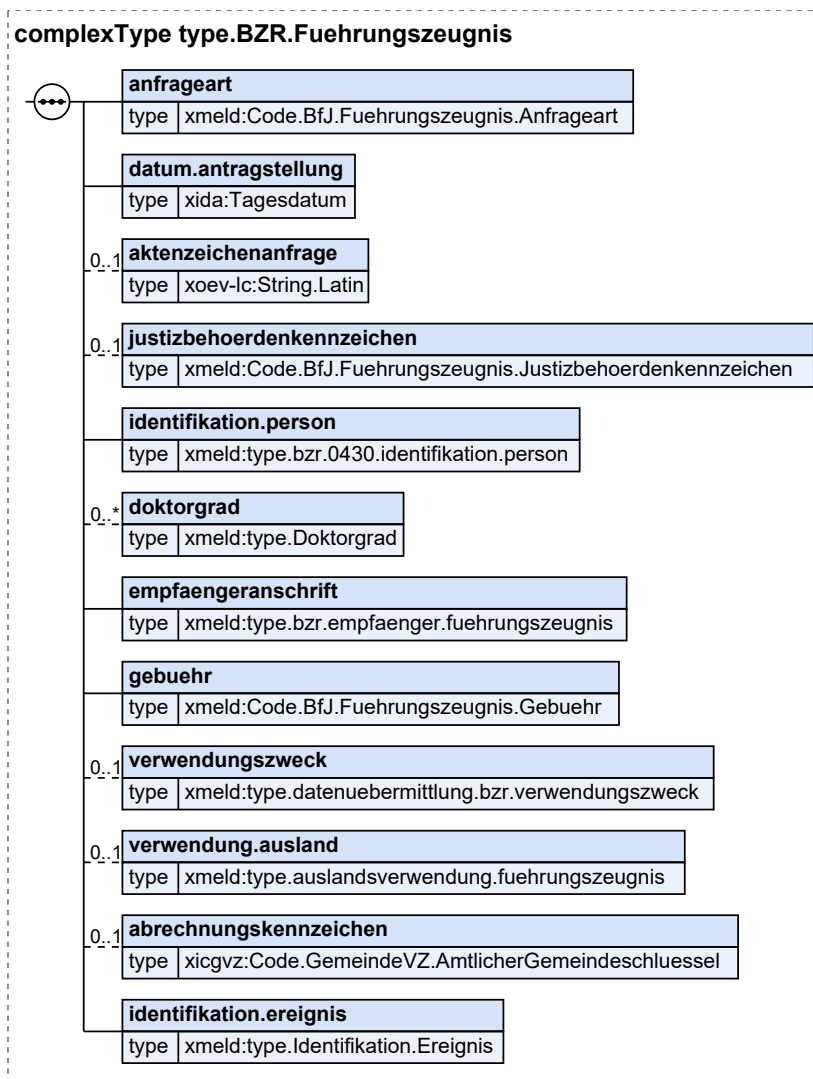 complexType type.BZR.Fuehrungszeugnis
anfrageart
type xmeld:Code.BfJ.Fuehrungszeugnis.Anfrageart
datum.antragstellung
type xida:Tagesdatum
0..1 aktenzeichenanfrage
type xoev-lc:String.Latin
0..1 justizbehoerdenkennzeichen
type xmeld:Code.BfJ.Fuehrungszeugnis.Justizbehoerdenkennzeichen
identifikation.person
type xmeld:type.bzr.0430.identifikation.person
0..* doktorgrad
type xmeld:type.Doktorgrad
empfaengeranschrift
type xmeld:type.bzr.empfaenger.fuehrungszeugnis
gebuehr
type xmeld:Code.BfJ.Fuehrungszeugnis.Gebuehr
0..1 verwendungszweck
type xmeld:type.datenuebermittlung.bzr.verwendungszweck
0..1 verwendung.ausland
type xmeld:type.auslandsverwendung.fuehrungszeugnis
0..1 abrechnungskennzeichen
type xicgvz:Code.GemeindeVZ.AmtlicherGemeindeschluessel
identifikation.ereignis
type xmeld:type.Identifikation.Ereignis